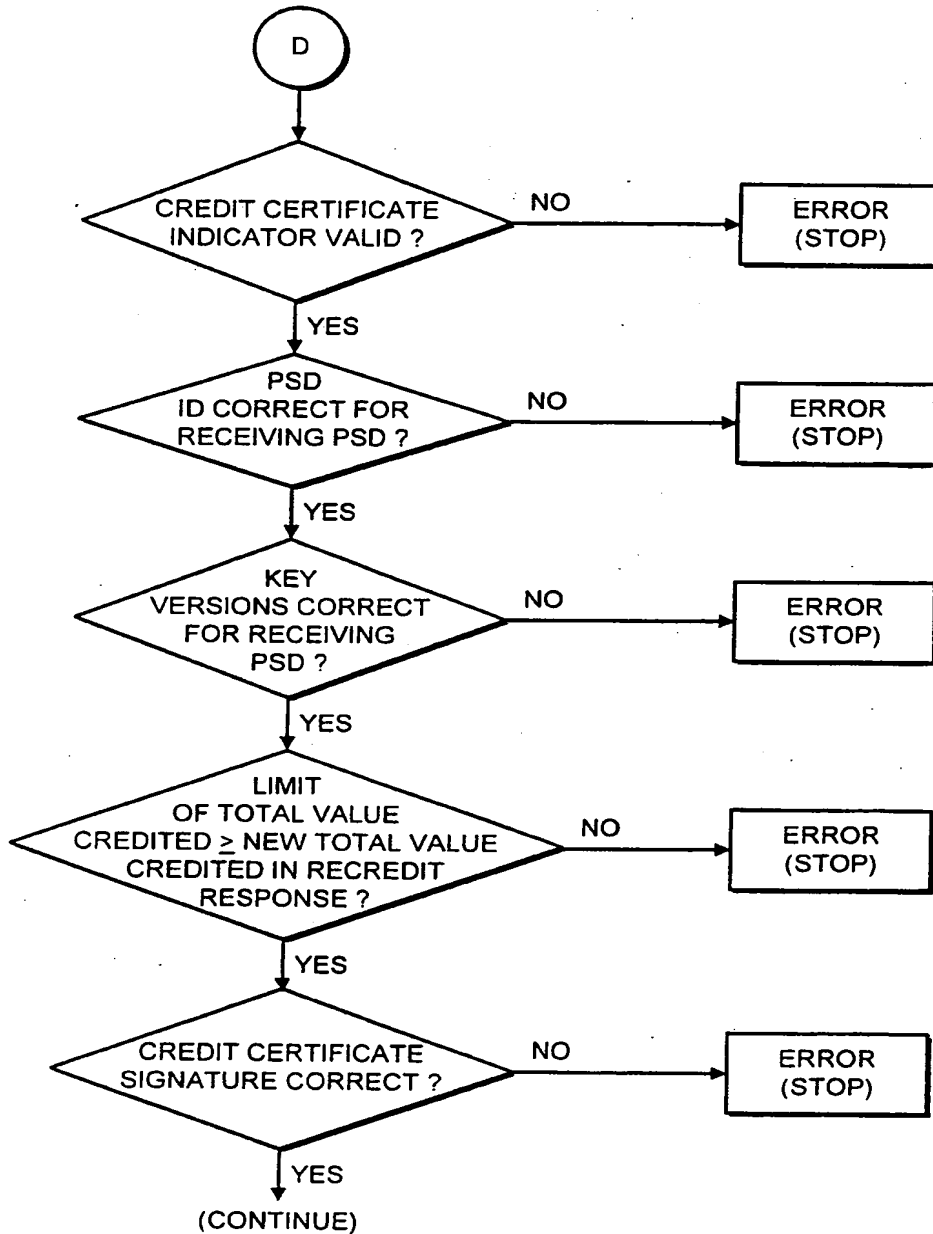 D
CREDIT CERTIFICATE
INDICATOR VALID ?
NO
ERROR
(STOP)
YES
PSD
ID CORRECT FOR
RECEIVING PSD ?
NO
ERROR
(STOP)
YES
KEY
VERSIONS CORRECT
FOR RECEIVING
PSD ?
NO
ERROR
(STOP)
YES
LIMIT
OF TOTAL VALUE
CREDITED ≥ NEW TOTAL VALUE
CREDITED IN RECREDIT
RESPONSE ?
NO
ERROR
(STOP)
YES
CREDIT CERTIFICATE
SIGNATURE CORRECT ?
NO
ERROR
(STOP)
YES
(CONTINUE)